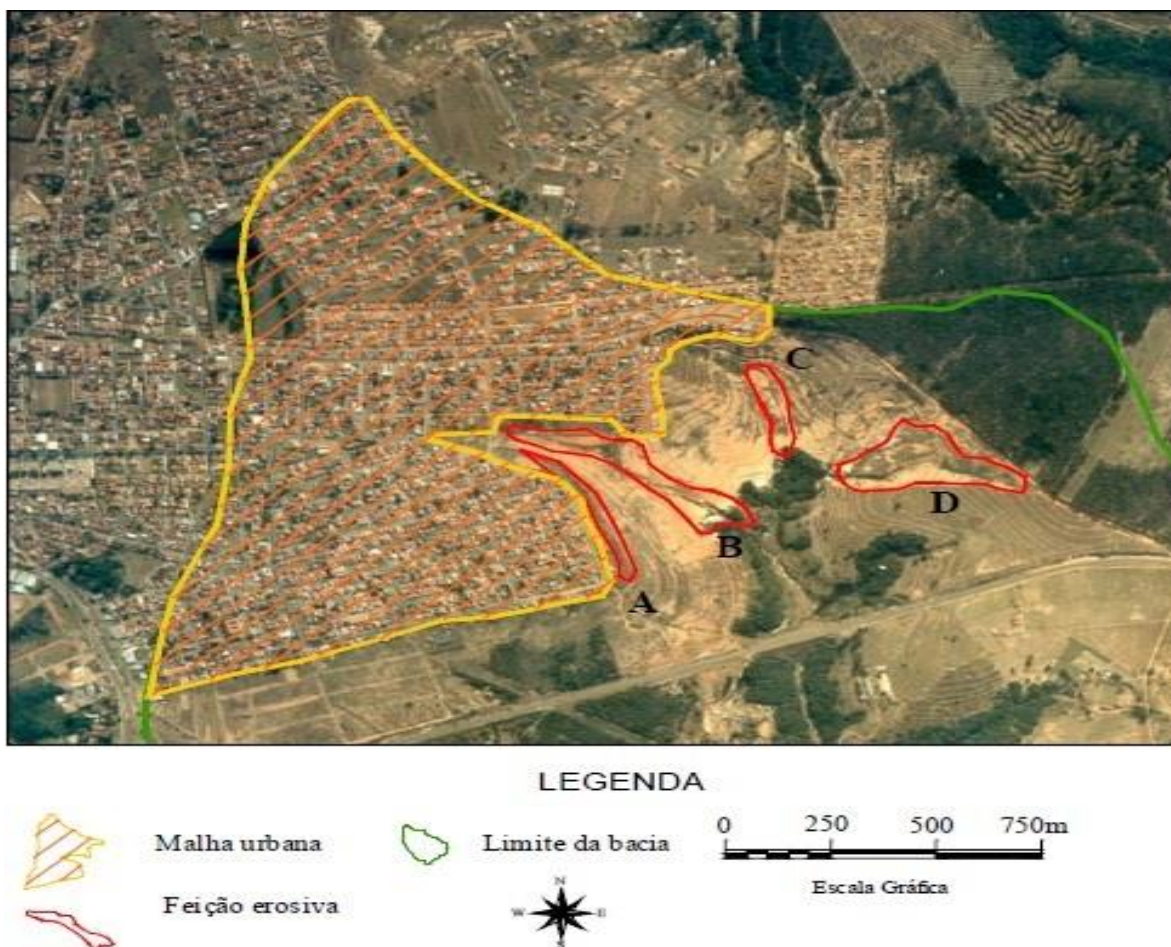 C
D
B
A
LEGENDA
Malha urbana
Limite da bacia
0 250 500 750m
Escala Gráfica
Feição erosiva
N
W E
S